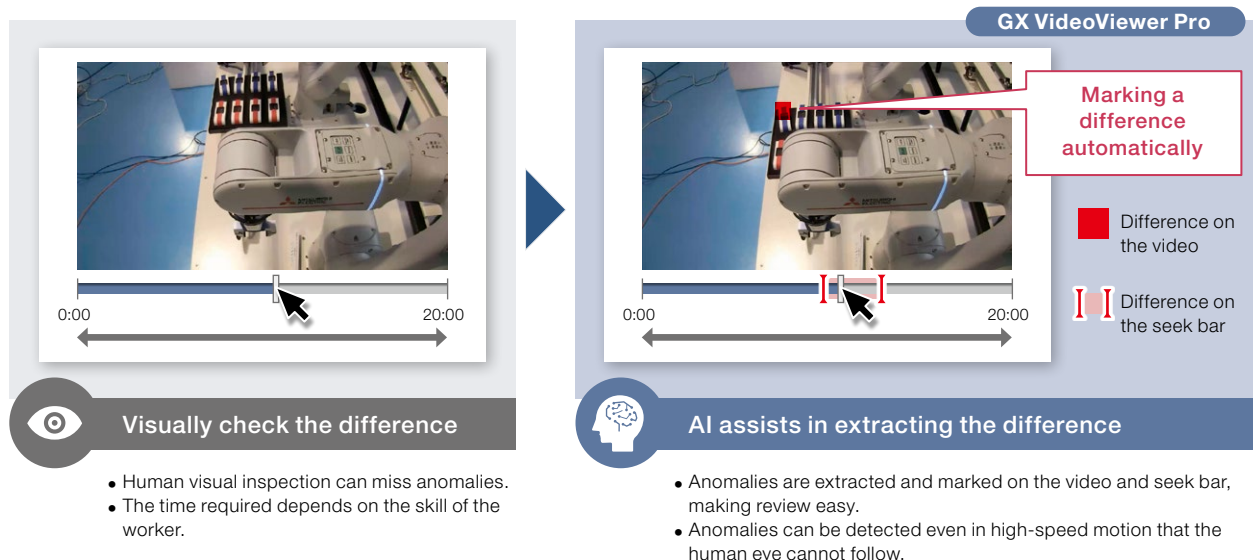 GX VideoViewer Pro
MITSUBISHI
ELECTRIC
0:00
20:00
Visually check the difference
• Human visual inspection can miss anomalies.
• The time required depends on the skill of the
worker.
MITSUBISHI
ELECTRIC
Marking a
difference
automatically
Difference on
the video
Difference on
the seek bar
0:00
20:00
AI assists in extracting the difference
• Anomalies are extracted and marked on the video and seek bar,
making review easy.
• Anomalies can be detected even in high-speed motion that the
human eye cannot follow.